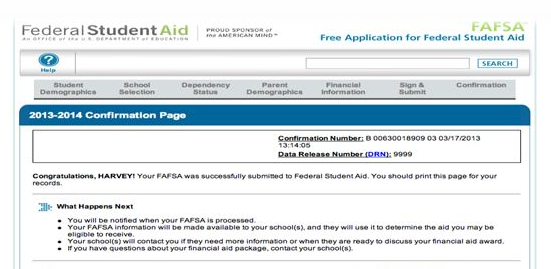 Federal Student Aid
An OFFICE of the U.S. DEPARTMENT of EDUCATION
PROUD SPONSOR of
the AMERICAN MIND™
FAFSA
Free Application for Federal Student Aid
?
Help
SEARCH
Student Demographics
School Selection
Dependency Status
Parent Demographics
Financial Information
Sign & Submit
Confirmation
2013-2014 Confirmation Page
Confirmation Number: B 00630018909 03 03/17/2013
13:14:05
Data Release Number (DRN): 9999
Congratulations, HARVEY! Your FAFSA was successfully submitted to Federal Student Aid. You should print this page for your
records.
What Happens Next
• You will be notified when your FAFSA is processed.
• Your FAFSA information will be made available to your school(s), and they will use it to determine the aid you may be
eligible to receive.
• Your school(s) will contact you if they need more information or when they are ready to discuss your financial aid award.
• If you have questions about your financial aid package, contact your school(s).